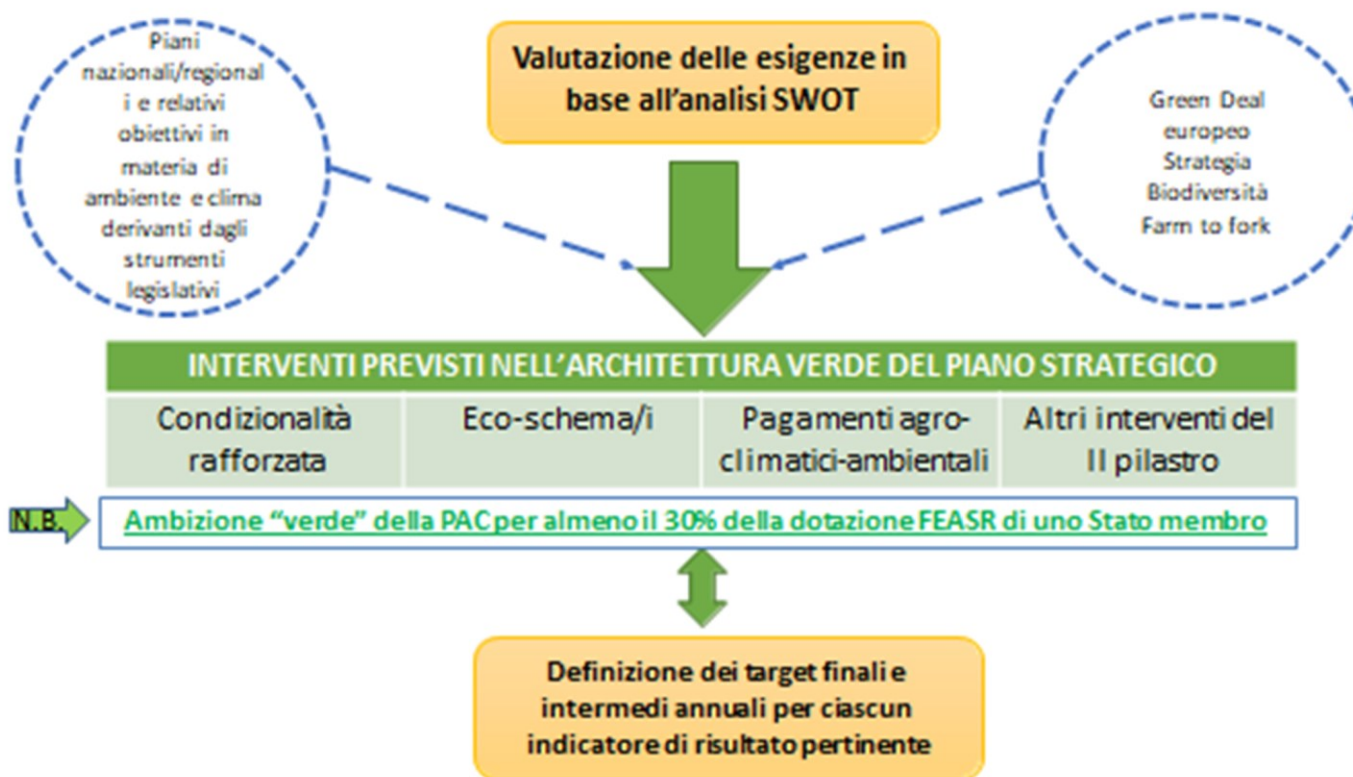 Piani
nazionali/regional
i e relativi
obiettivi in
materia di
ambiente e clima
derivanti dagli
strumenti
legislativi
Valutazione delle esigenze in
base all'analisi SWOT
Green Deal
europeo
Strategia
Biodiversità
Farm to fork
INTERVENTI PREVISTI NELL'ARCHITETTURA VERDE DEL PIANO STRATEGICO
Condizionalità
rafforzata
Eco-schema/i
Pagamenti agro-
climatici-ambientali
Altri interventi del
II pilastro
N.B.
Ambizione "verde" della PAC per almeno il 30% della dotazione FEASR di uno Stato membro
Definizione dei target finali e
intermedi annuali per ciascun
indicatore di risultato pertinente